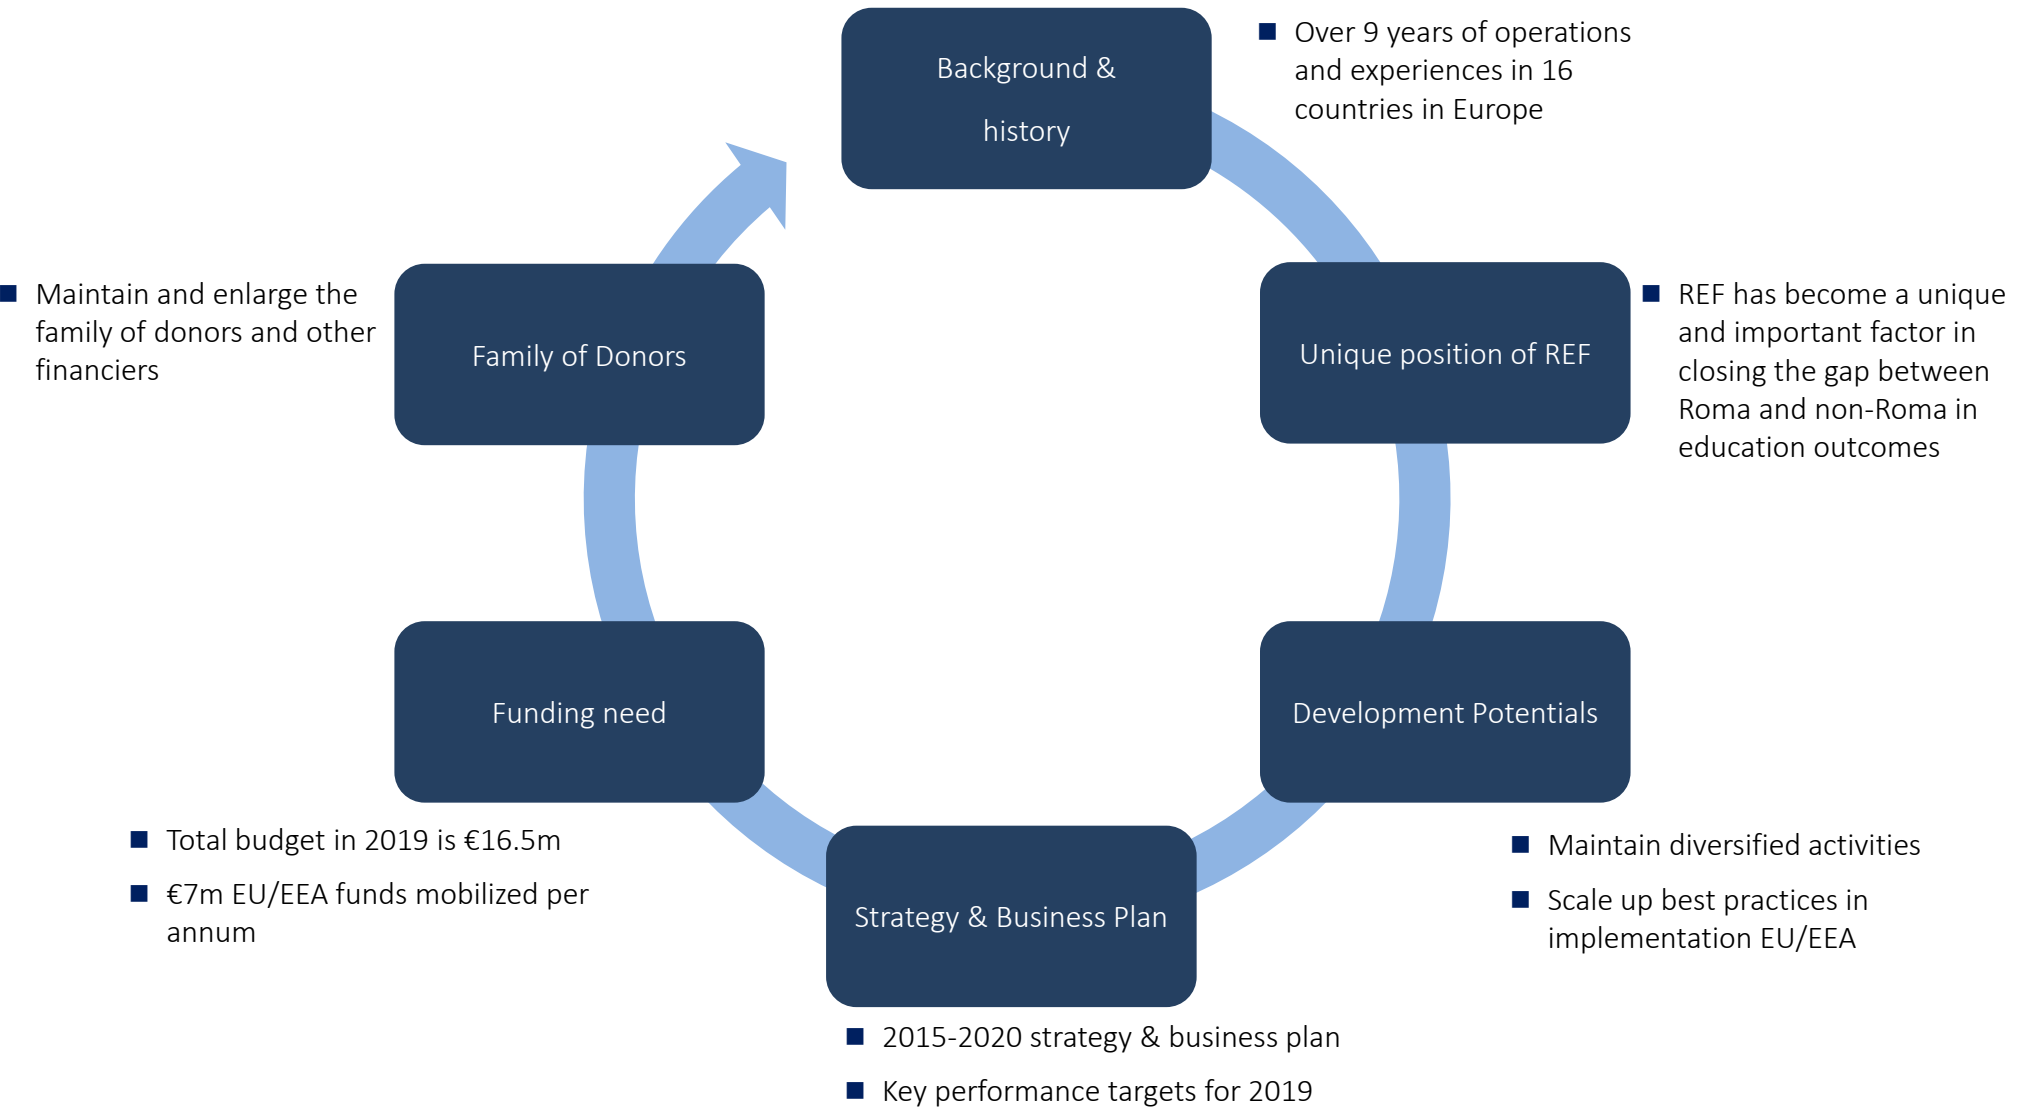 Background &
history
■ Over 9 years of operations
and experiences in 16
countries in Europe
Unique position of REF
■ REF has become a unique
and important factor in
closing the gap between
Roma and non-Roma in
education outcomes
Development Potentials
■ Maintain diversified activities
■ Scale up best practices in
implementation EU/EEA
Strategy & Business Plan
■ 2015-2020 strategy & business plan
■ Key performance targets for 2019
Funding need
■ Total budget in 2019 is €16.5m
■ €7m EU/EEA funds mobilized per
annum
Family of Donors
■ Maintain and enlarge the
family of donors and other
financiers